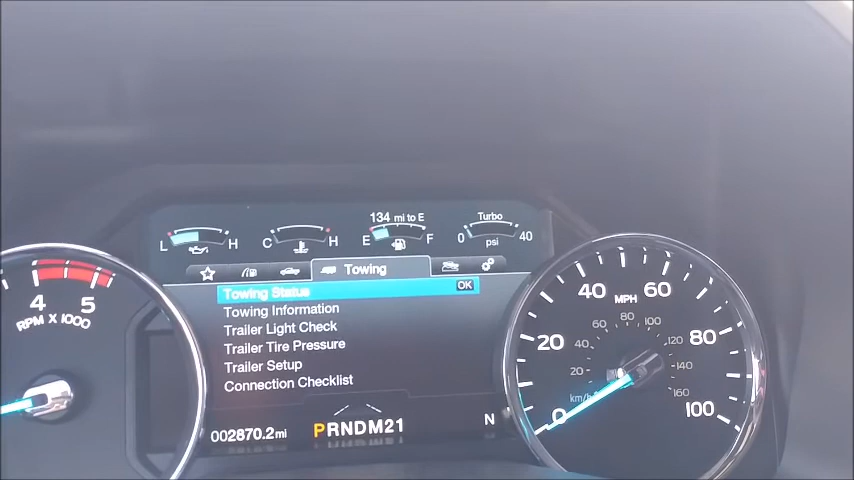 134 mi to E
Turbo
L H
C H
E F
0 40
psi
Towing
Towing Status OK
Towing Information
Trailer Light Check
Trailer Tire Pressure
Trailer Setup
Connection Checklist
002870.2 mi
PRNDM21
N
4 5
RPM X 1000
0 20 40 60 80 100
MPH
20 40 60 80 100 120 140 160
km/h